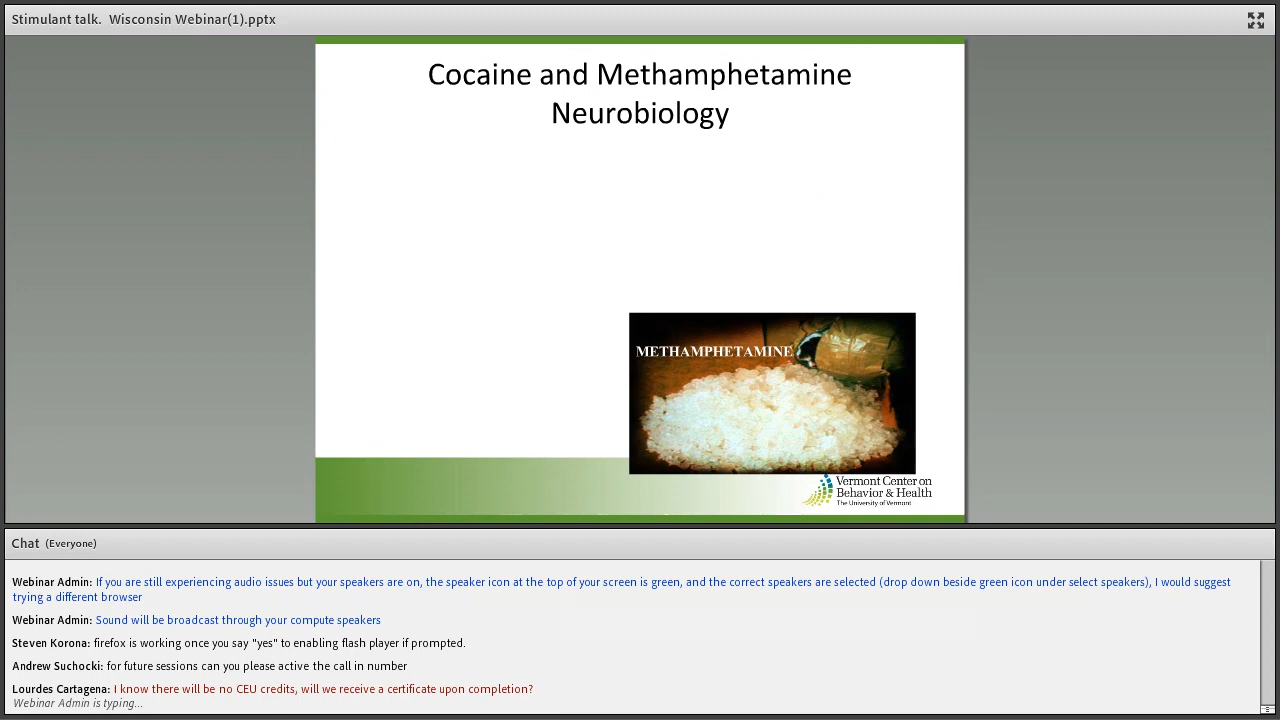 Stimulant talk.  Wisconsin Webinar(1).pptx
Cocaine and Methamphetamine
Neurobiology
METHAMPHETAMINE
Vermont Center on
Behavior & Health
The University of Vermont
Chat (Everyone)
Webinar Admin: If you are still experiencing audio issues but your speakers are on, the speaker icon at the top of your screen is green, and the correct speakers are selected (drop down beside green icon under select speakers), I would suggest
trying a different browser
Webinar Admin: Sound will be broadcast through your compute speakers
Steven Korona: firefox is working once you say "yes" to enabling flash player if prompted.
Andrew Suchocki: for future sessions can you please active the call in number
Lourdes Cartagena: I know there will be no CEU credits, will we receive a certificate upon completion?
Webinar Admin is typing...